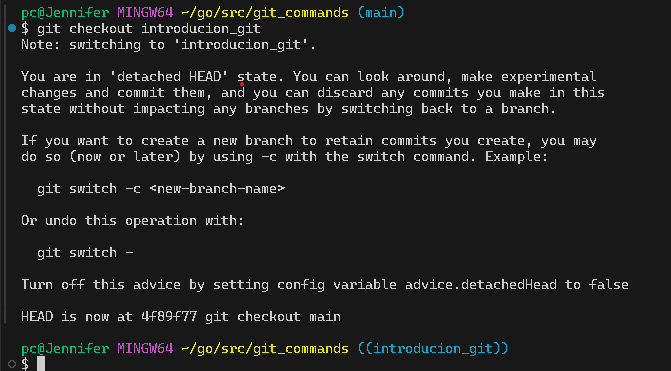 pc@Jennifer MINGW64 ~/go/src/git_commands (main)
$ git checkout introducion_git
Note: switching to 'introducion_git'.
You are in 'detached HEAD' state. You can look around, make experimental
changes and commit them, and you can discard any commits you make in this
state without impacting any branches by switching back to a branch.
If you want to create a new branch to retain commits you create, you may
do so (now or later) by using -c with the switch command. Example:
git switch -c <new-branch-name>
Or undo this operation with:
git switch -
Turn off this advice by setting config variable advice.detachedHead to false
HEAD is now at 4f89f77 git checkout main
pc@Jennifer MINGW64 ~/go/src/git_commands ((introducion_git))
$